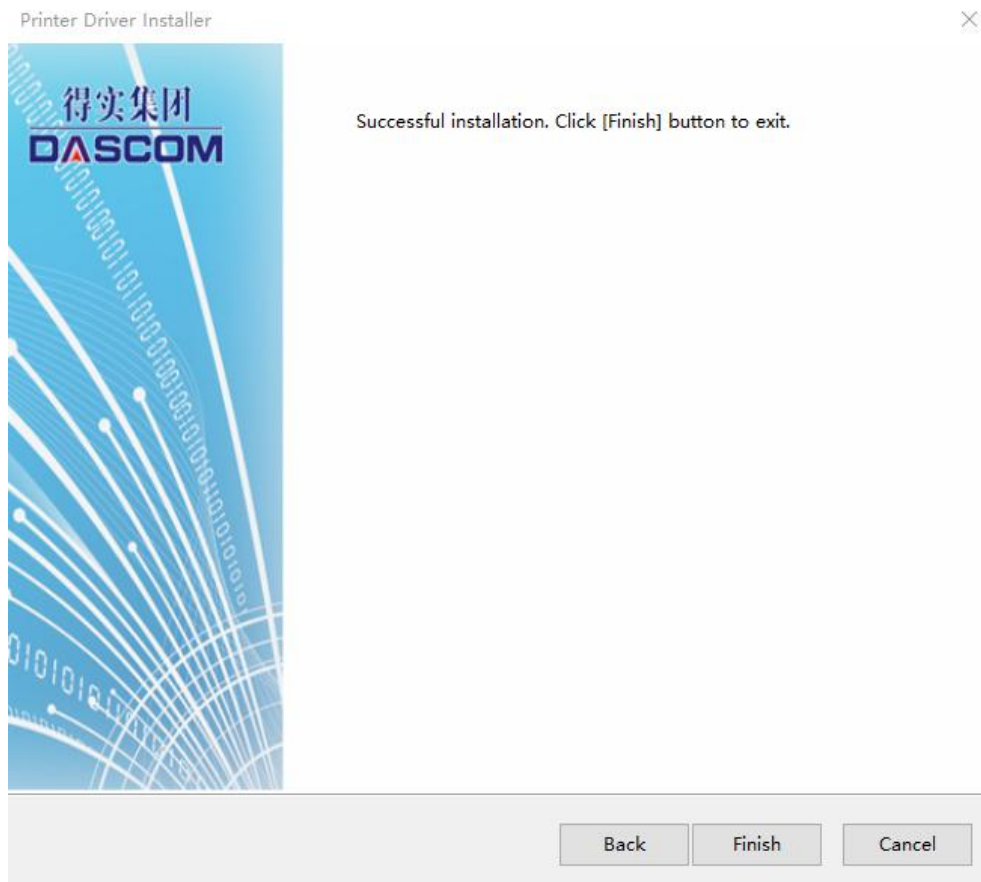 Printer Driver Installer
得实集团
DASCOM
Successful installation. Click [Finish] button to exit.
Back
Finish
Cancel